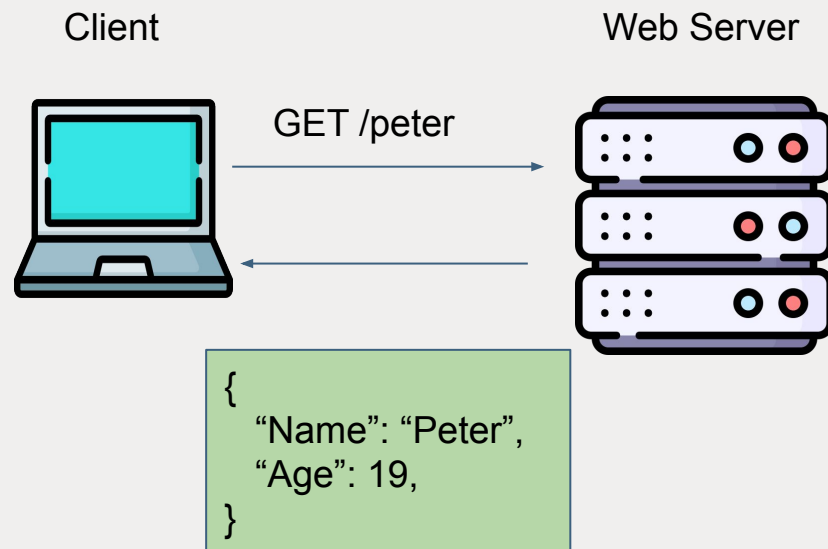 Client
Web Server
GET /peter
{
“Name”: “Peter”,
“Age”: 19,
}